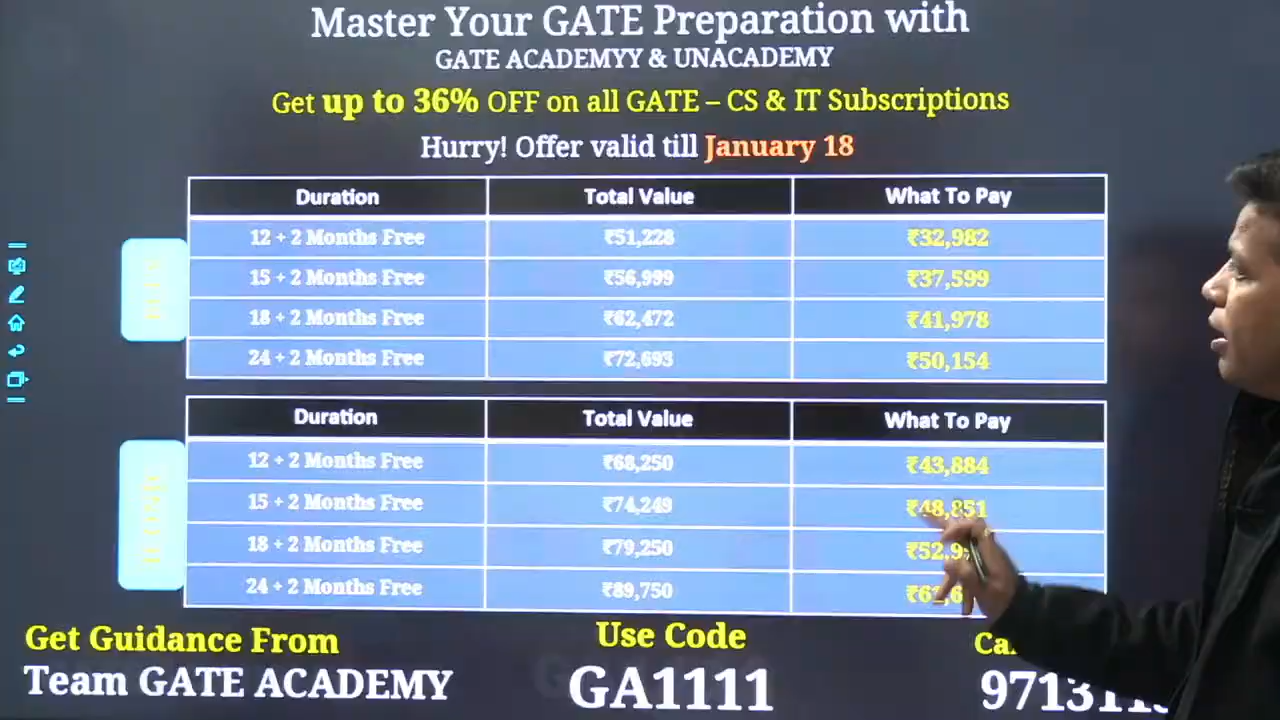 Master Your GATE Preparation with
GATE ACADEMYY & UNACADEMY
Get up to 36% OFF on all GATE – CS & IT Subscriptions
Hurry! Offer valid till January 18
Duration Total Value What To Pay
12 + 2 Months Free ₹51,228 ₹32,982
15 + 2 Months Free ₹56,999 ₹37,599
18 + 2 Months Free ₹62,472 ₹41,978
24 + 2 Months Free ₹72,693 ₹50,154
Duration Total Value What To Pay
12 + 2 Months Free ₹68,250 ₹43,884
15 + 2 Months Free ₹74,249 ₹48,851
18 + 2 Months Free ₹79,250
24 + 2 Months Free ₹89,750
Get Guidance From Use Code
Team GATE ACADEMY GA1111